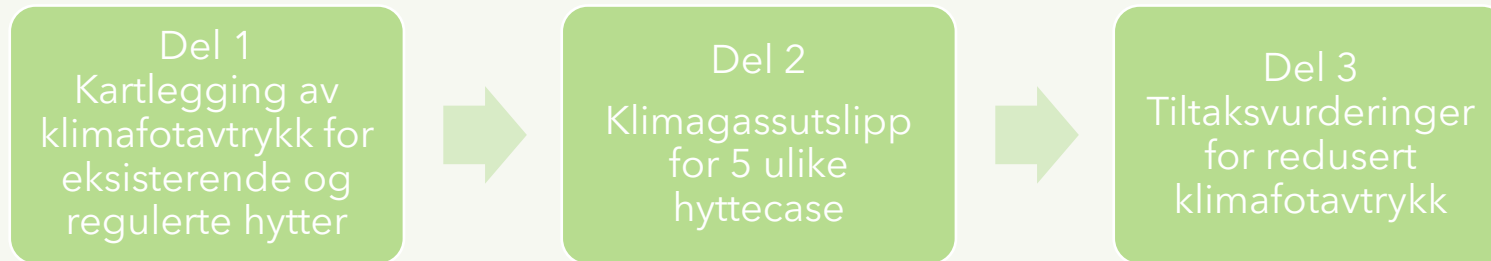 Del 1
Kartlegging av
klimafotavtrykk for
eksisterende og
regulerte hytter
Del 2
Klimagassutslipp
for 5 ulike
hyttecase
Del 3
Tiltaksvurderinger
for redusert
klimafotavtrykk